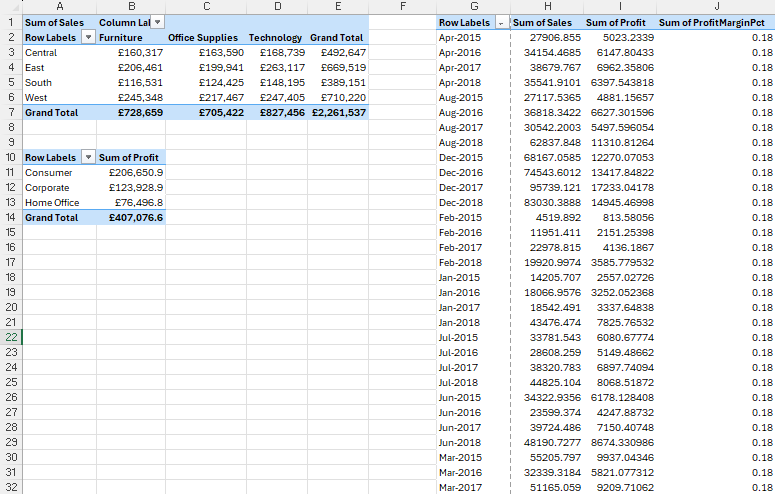 A B C D E F G H I J
1 Sum of Sales Column Lal Row Labels Sum of Sales Sum of Profit Sum of ProfitMarginPct
2 Row Labels Furniture Office Supplies Technology Grand Total Apr-2015 27906.855 5023.2339 0.18
3 Central £160,317 £163,590 £168,739 £492,647 Apr-2016 34154.4685 6147.80433 0.18
4 East £206,461 £199,941 £263,117 £669,519 Apr-2017 38679.767 6962.35806 0.18
5 South £116,531 £124,425 £148,195 £389,151 Apr-2018 35541.9101 6397.543818 0.18
6 West £245,348 £217,467 £247,405 £710,220 Aug-2015 27117.5365 4881.15657 0.18
7 Grand Total £728,659 £705,422 £827,456 £2,261,537 Aug-2016 36818.3422 6627.301596 0.18
8 Aug-2017 30542.2003 5497.596054 0.18
9 Aug-2018 62837.848 11310.81264 0.18
10 Row Labels Sum of Profit Dec-2015 68167.0585 12270.07053 0.18
11 Consumer £206,650.9 Dec-2016 74543.6012 13417.84822 0.18
12 Corporate £123,928.9 Dec-2017 95739.121 17233.04178 0.18
13 Home Office £76,496.8 Dec-2018 83030.3888 14945.46998 0.18
14 Grand Total £407,076.6 Feb-2015 4519.892 813.58056 0.18
15 Feb-2016 11951.411 2151.25398 0.18
16 Feb-2017 22978.815 4136.1867 0.18
17 Feb-2018 19920.9974 3585.779532 0.18
18 Jan-2015 14205.707 2557.02726 0.18
19 Jan-2016 18066.9576 3252.052368 0.18
20 Jan-2017 18542.491 3337.64838 0.18
21 Jan-2018 43476.474 7825.76532 0.18
22 Jul-2015 33781.543 6080.67774 0.18
23 Jul-2016 28608.259 5149.48662 0.18
24 Jul-2017 38320.783 6897.74094 0.18
25 Jul-2018 44825.104 8068.51872 0.18
26 Jun-2015 34322.9356 6178.128408 0.18
27 Jun-2016 23599.374 4247.88732 0.18
28 Jun-2017 39724.486 7150.40748 0.18
29 Jun-2018 48190.7277 8674.330986 0.18
30 Mar-2015 55205.797 9937.04346 0.18
31 Mar-2016 32339.3184 5821.077312 0.18
32 Mar-2017 51165.059 9209.71062 0.18